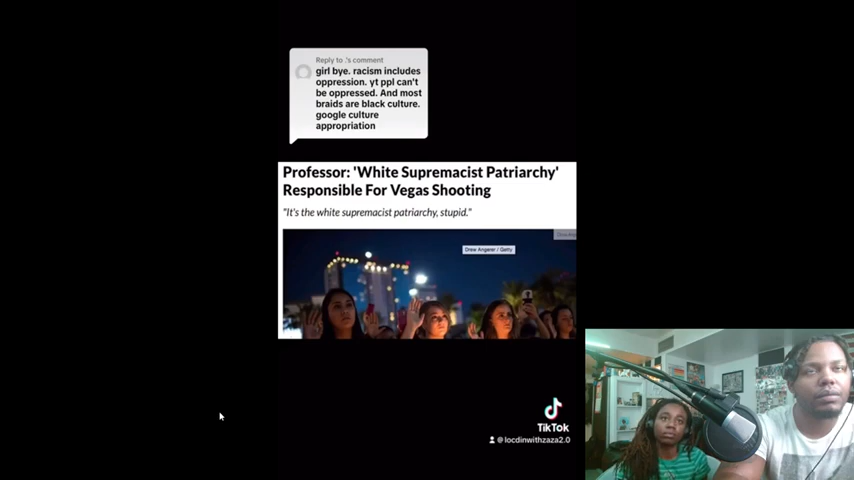 Reply to .'s comment
girl bye. racism includes
oppression. yt ppl can't
be oppressed. And most
braids are black culture.
google culture
appropriation
Professor: 'White Supremacist Patriarchy'
Responsible For Vegas Shooting
"It's the white supremacist patriarchy, stupid."
Drew Angerer / Getty
TikTok
@locdinwithzaza2.0